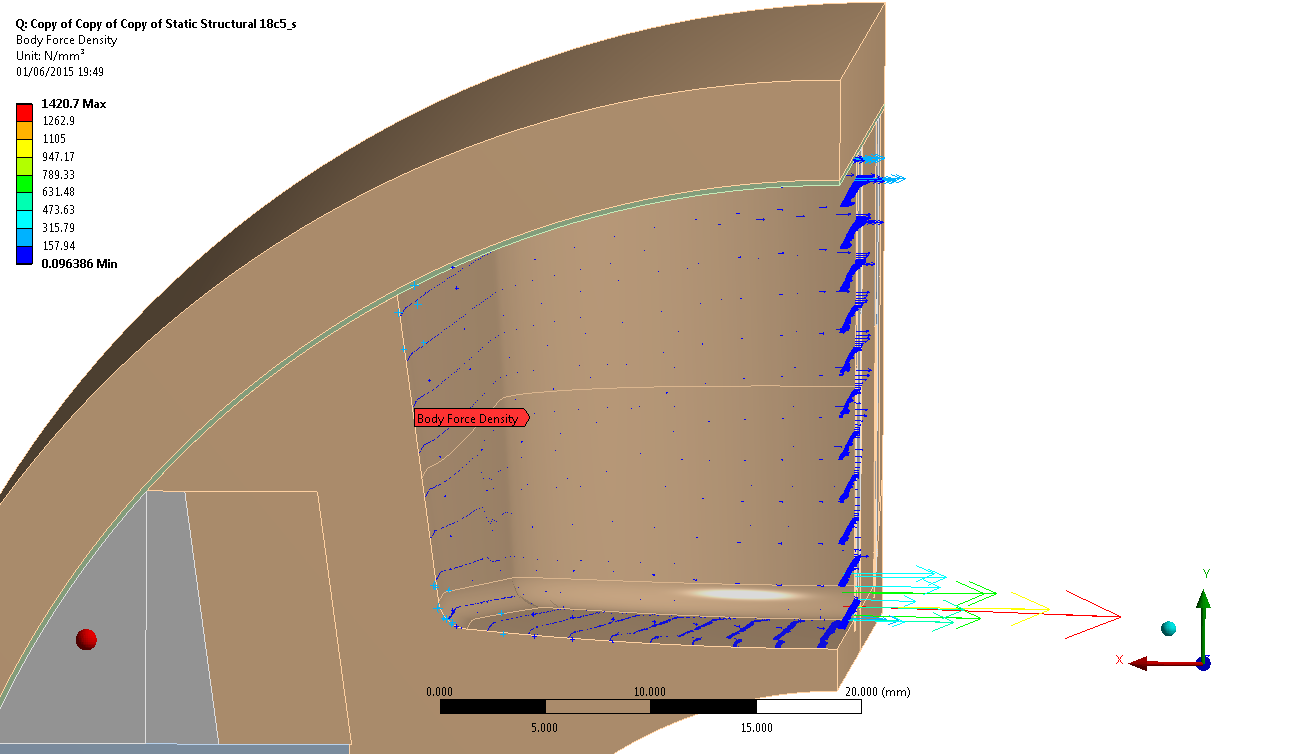 Q: Copy of Copy of Copy of Static Structural 18c5_s
Body Force Density
Unit: N/mm³
01/06/2015 19:49
1420.7 Max
1262.9
1105
947.17
789.33
631.48
473.63
315.79
157.94
0.096386 Min
Body Force Density
Y
X
0.000
10.000
20.000 (mm)
5.000
15.000